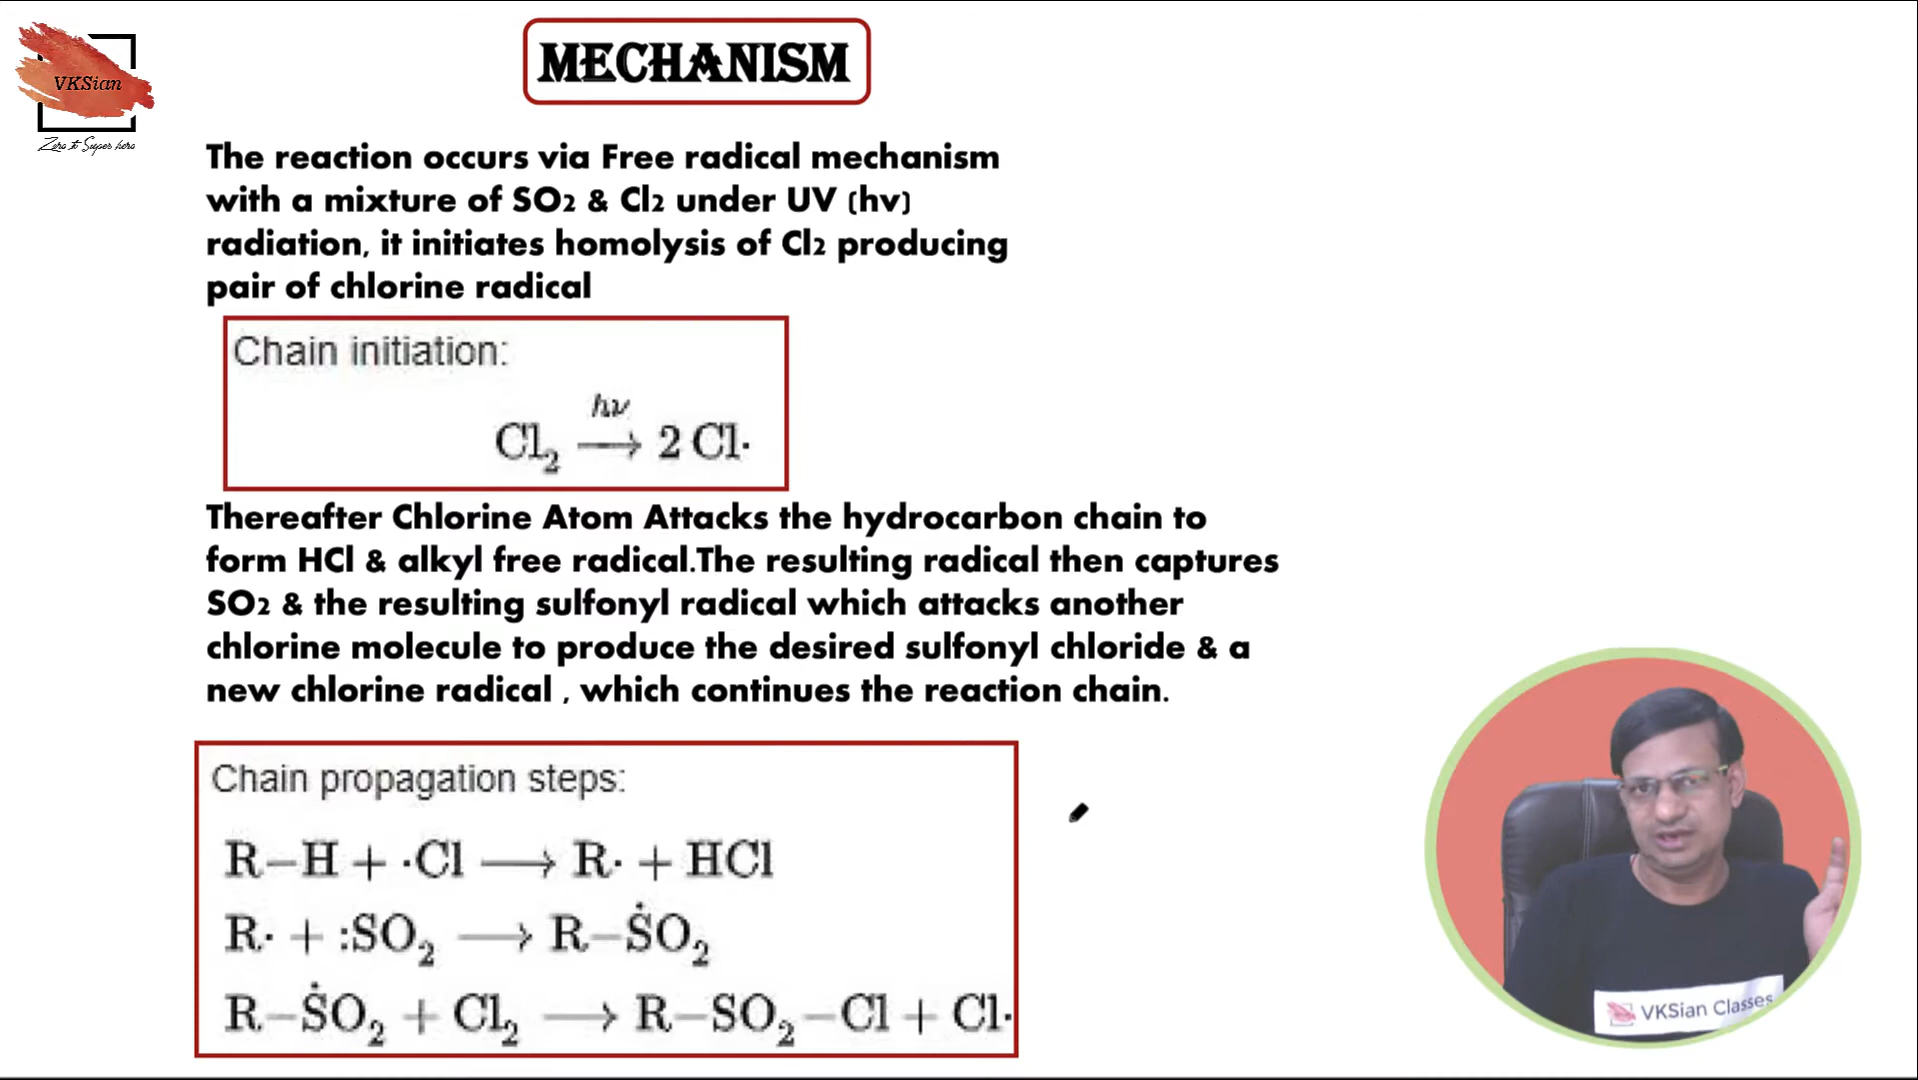 VKSian
Zero to Super hero
MECHANISM
The reaction occurs via Free radical mechanism
with a mixture of SO₂ & Cl₂ under UV (hv)
radiation, it initiates homolysis of Cl₂ producing
pair of chlorine radical
Chain initiation:
hν
Cl₂ ⟶ 2 Cl·
Thereafter Chlorine Atom Attacks the hydrocarbon chain to
form HCl & alkyl free radical.The resulting radical then captures
SO₂ & the resulting sulfonyl radical which attacks another
chlorine molecule to produce the desired sulfonyl chloride & a
new chlorine radical , which continues the reaction chain.
Chain propagation steps:
R–H + ·Cl ⟶ R· + HCl
R· + :SO₂ ⟶ R–ṠO₂
R–ṠO₂ + Cl₂ ⟶ R–SO₂–Cl + Cl·
VKSian Classes